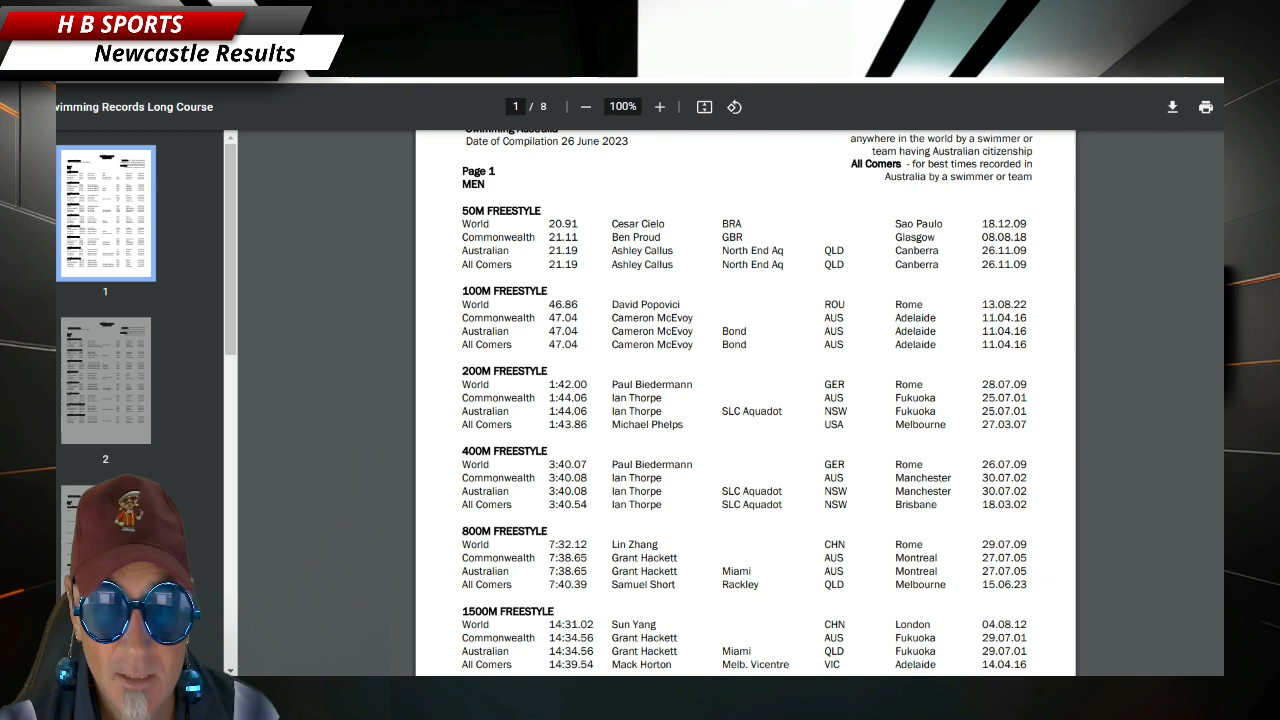 H B SPORTS
Newcastle Results
wimming Records Long Course
1 / 8
100%
Swimming Australia
Date of Compilation 26 June 2023
anywhere in the world by a swimmer or
team having Australian citizenship
All Comers - for best times recorded in
Australia by a swimmer or team
Page 1
MEN
50M FREESTYLE
World 20.91 Cesar Cielo BRA Sao Paulo 18.12.09
Commonwealth 21.11 Ben Proud GBR Glasgow 08.08.18
Australian 21.19 Ashley Callus North End Aq QLD Canberra 26.11.09
All Comers 21.19 Ashley Callus North End Aq QLD Canberra 26.11.09
100M FREESTYLE
World 46.86 David Popovici ROU Rome 13.08.22
Commonwealth 47.04 Cameron McEvoy AUS Adelaide 11.04.16
Australian 47.04 Cameron McEvoy Bond AUS Adelaide 11.04.16
All Comers 47.04 Cameron McEvoy Bond AUS Adelaide 11.04.16
200M FREESTYLE
World 1:42.00 Paul Biedermann GER Rome 28.07.09
Commonwealth 1:44.06 Ian Thorpe AUS Fukuoka 25.07.01
Australian 1:44.06 Ian Thorpe SLC Aquadot NSW Fukuoka 25.07.01
All Comers 1:43.86 Michael Phelps USA Melbourne 27.03.07
400M FREESTYLE
World 3:40.07 Paul Biedermann GER Rome 26.07.09
Commonwealth 3:40.08 Ian Thorpe AUS Manchester 30.07.02
Australian 3:40.08 Ian Thorpe SLC Aquadot NSW Manchester 30.07.02
All Comers 3:40.54 Ian Thorpe SLC Aquadot NSW Brisbane 18.03.02
800M FREESTYLE
World 7:32.12 Lin Zhang CHN Rome 29.07.09
Commonwealth 7:38.65 Grant Hackett AUS Montreal 27.07.05
Australian 7:38.65 Grant Hackett Miami AUS Montreal 27.07.05
All Comers 7:40.39 Samuel Short Rackley QLD Melbourne 15.06.23
1500M FREESTYLE
World 14:31.02 Sun Yang CHN London 04.08.12
Commonwealth 14:34.56 Grant Hackett AUS Fukuoka 29.07.01
Australian 14:34.56 Grant Hackett Miami QLD Fukuoka 29.07.01
All Comers 14:39.54 Mack Horton Melb. Vicentre VIC Adelaide 14.04.16
1
2